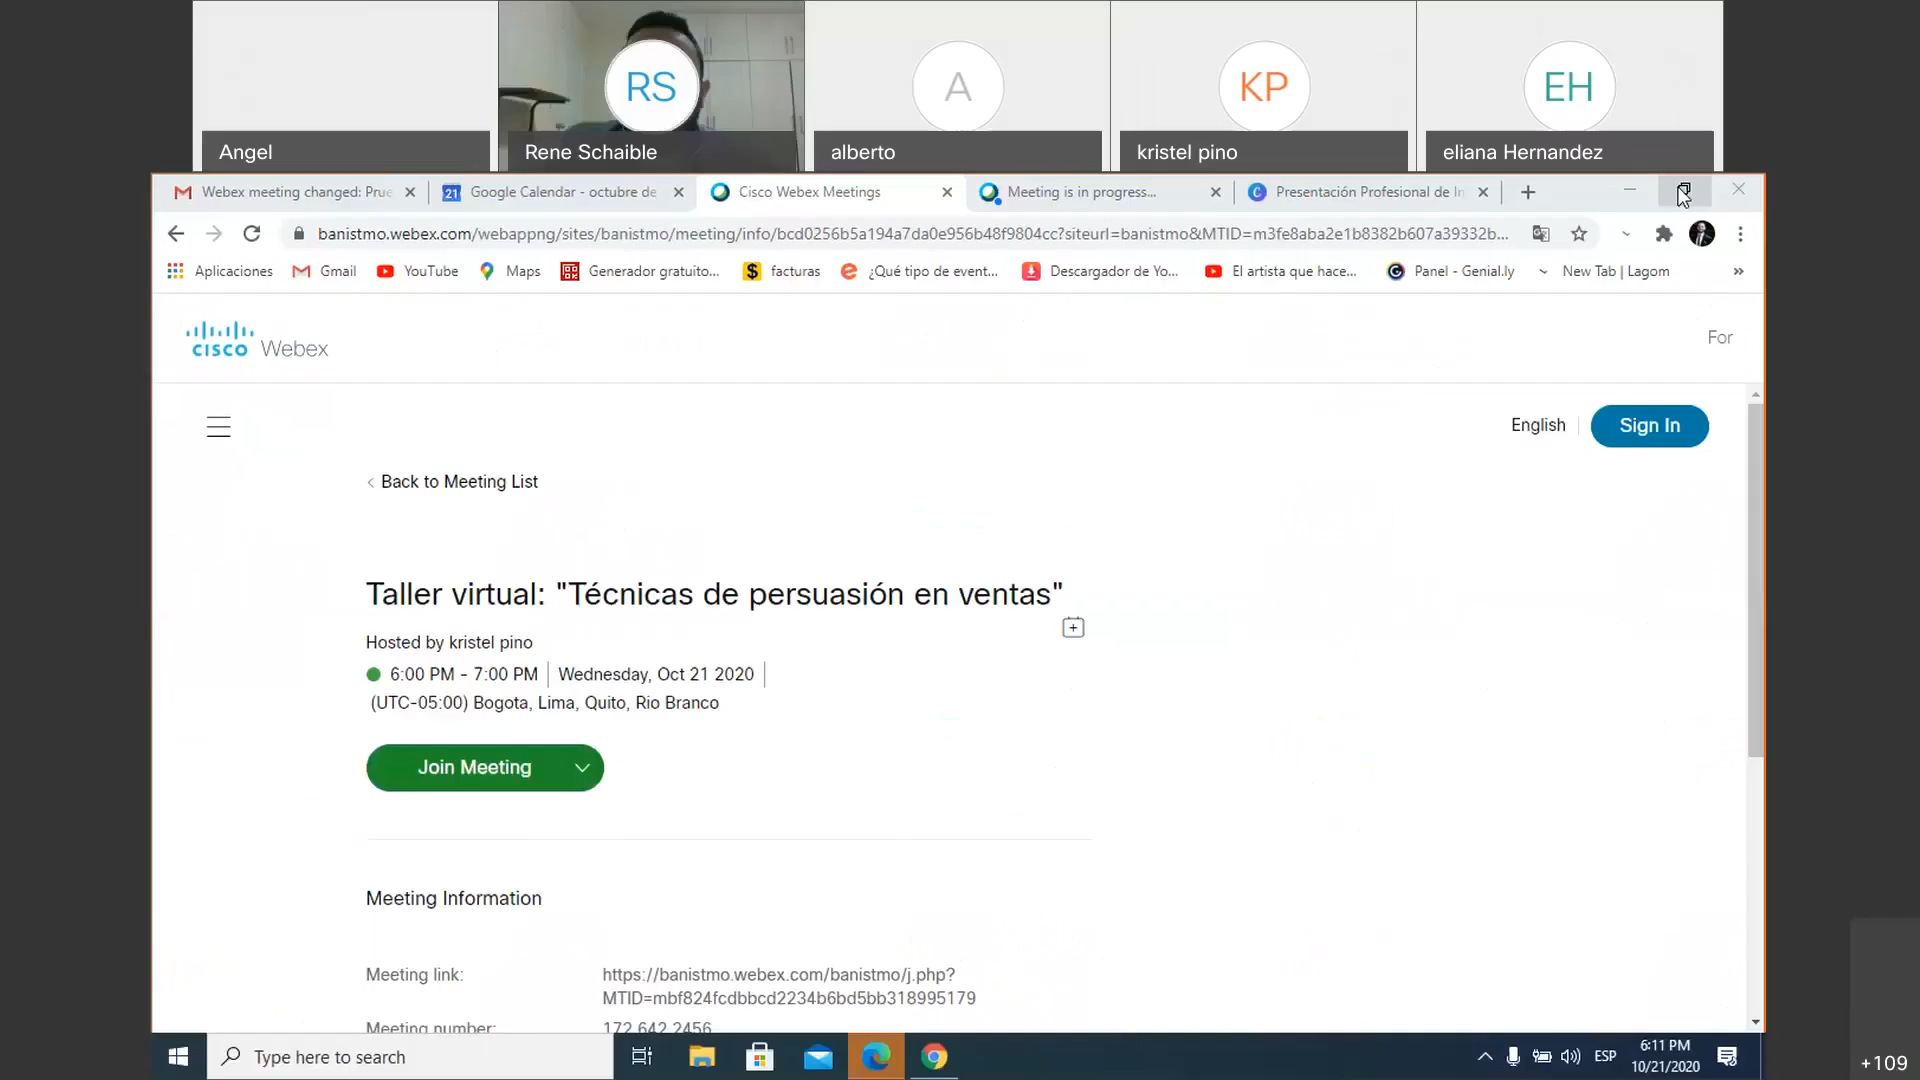 RS
A
KP
EH
Angel
Rene Schaible
alberto
kristel pino
eliana Hernandez
Webex meeting changed: Prue
21
Google Calendar - octubre de
Cisco Webex Meetings
Meeting is in progress...
Presentación Profesional de In
banistmo.webex.com/webappng/sites/banistmo/meeting/info/bcd0256b5a194a7da0e956b48f9804cc?siteurl=banistmo&MTID=m3fe8aba2e1b8382b607a39332b...
Aplicaciones
Gmail
YouTube
Maps
Generador gratuito...
facturas
¿Qué tipo de event...
Descargador de Yo...
El artista que hace...
Panel - Genial.ly
New Tab | Lagom
»
CISCO Webex
For
English
Sign In
Back to Meeting List
Taller virtual: "Técnicas de persuasión en ventas"
Hosted by kristel pino
6:00 PM - 7:00 PM | Wednesday, Oct 21 2020 |
(UTC-05:00) Bogota, Lima, Quito, Rio Branco
Join Meeting
Meeting Information
Meeting link:
https://banistmo.webex.com/banistmo/j.php?
MTID=mbf824fcdbbcd2234b6bd5bb318995179
Meeting number:
172 642 2456
Type here to search
ESP
6:11 PM
10/21/2020
+109